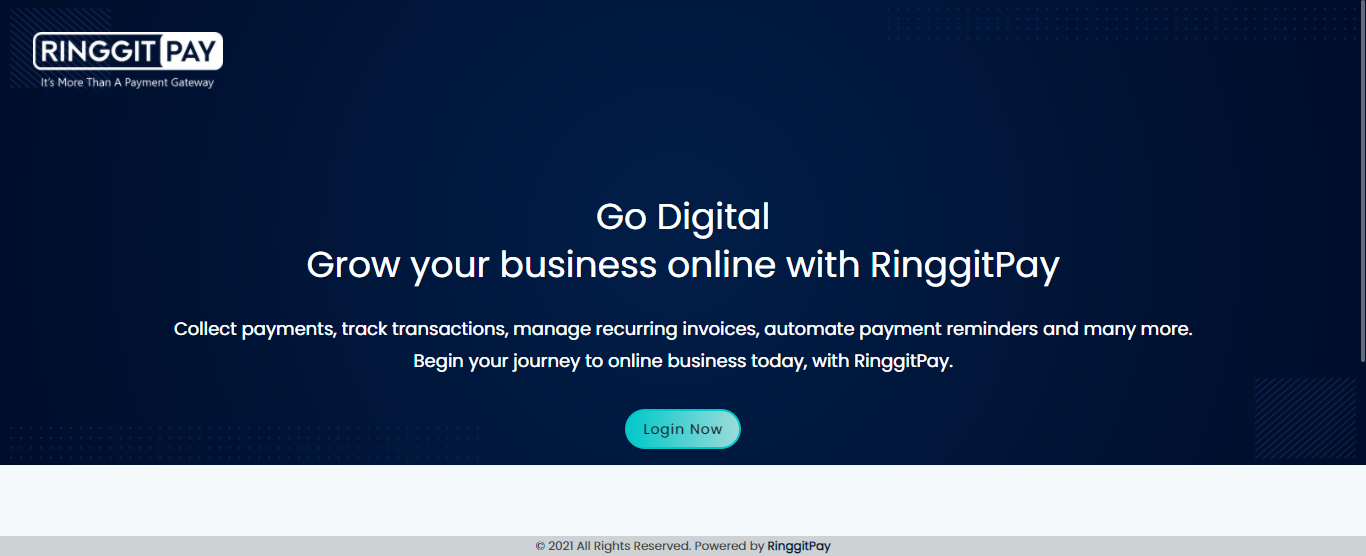 RINGGIT PAY
It's More Than A Payment Gateway
Go Digital
Grow your business online with RinggitPay
Collect payments, track transactions, manage recurring invoices, automate payment reminders and many more.
Begin your journey to online business today, with RinggitPay.
Login Now
© 2021 All Rights Reserved. Powered by RinggitPay